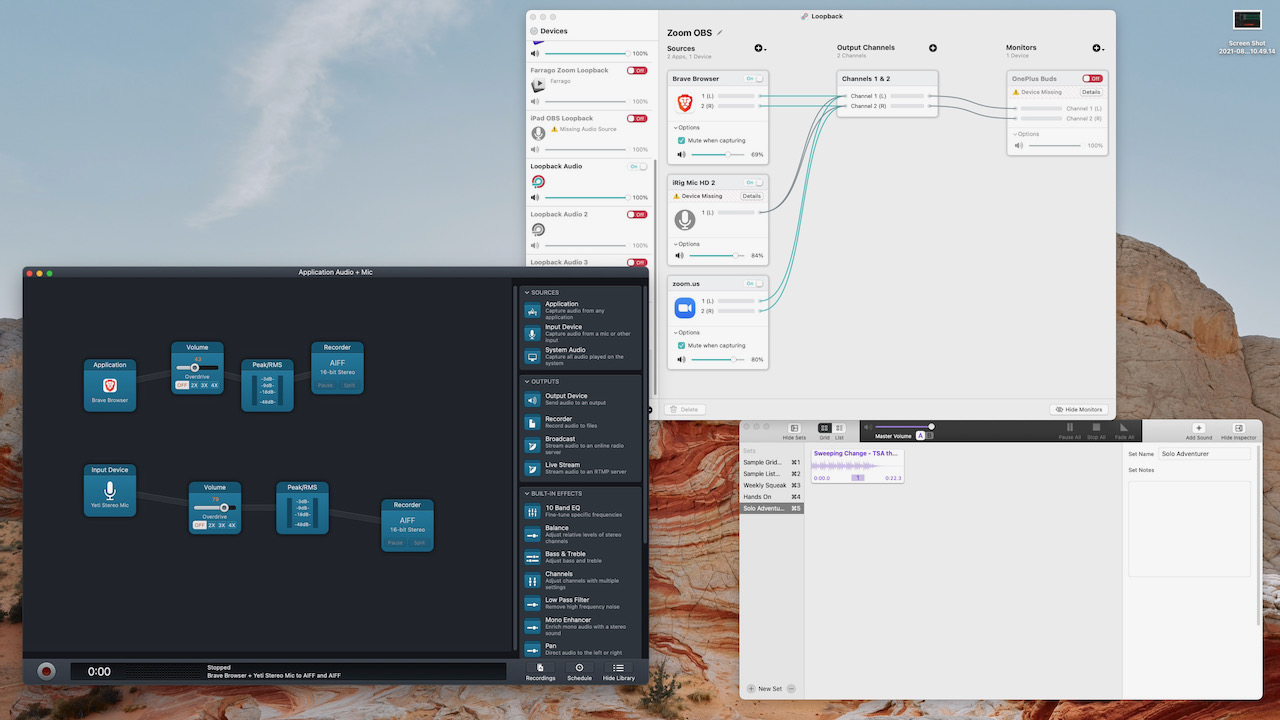 Loopback
Devices
100%
Farrago Zoom Loopback
Off
Farrago
100%
iPad OBS Loopback
Off
Missing Audio Source
100%
Loopback Audio
On
100%
Loopback Audio 2
Off
100%
Loopback Audio 3
Off
Zoom OBS
Sources
2 Apps, 1 Device
Output Channels
2 Channels
Monitors
1 Device
Brave Browser
On
1 (L)
2 (R)
Options
Mute when capturing
69%
iRig Mic HD 2
On
Device Missing
Details
1 (L)
Options
84%
zoom.us
On
1 (L)
2 (R)
Options
Mute when capturing
80%
Channels 1 & 2
Channel 1 (L)
Channel 2 (R)
OnePlus Buds
Off
Device Missing
Details
Channel 1 (L)
Channel 2 (R)
Options
100%
Delete
Hide Monitors
Screen Shot
2021-08...10.49.14
Application Audio + Mic
Application
Brave Browser
Volume
63
Overdrive
OFF 2X 3X 4X
Peak/RMS
-3dB-
-9dB-
-18dB-
-48dB-
Recorder
AIFF
16-bit Stereo
Pause Split
Input Device
Yeti Stereo Mic
Volume
79
Overdrive
OFF 2X 3X 4X
Peak/RMS
-3dB-
-9dB-
-18dB-
-48dB-
Recorder
AIFF
16-bit Stereo
Pause Split
SOURCES
Application
Capture audio from any
application
Input Device
Capture audio from a mic or other
input
System Audio
Capture all audio played on the
system
OUTPUTS
Output Device
Send audio to an output
Recorder
Record audio to files
Broadcast
Stream audio to an online radio
server
Live Stream
Stream audio to an RTMP server
BUILT-IN EFFECTS
10 Band EQ
Fine-tune specific frequencies
Balance
Adjust relative levels of stereo
channels
Bass & Treble
Adjust bass and treble
Channels
Adjust channels with multiple
settings
Low Pass Filter
Remove high frequency noise
Mono Enhancer
Enrich mono audio with a stereo
sound
Pan
Direct audio to the left or right
0:00
Stopped
Brave Browser + Yeti Stereo Mic to AIFF and AIFF
Recordings
Schedule
Hide Library
Hide Sets
Grid
List
Master Volume
A
Pause All
Stop All
Fade All
Add Sound
Hide Inspector
Sets
Sample Grid... ⌘1
Sample List... ⌘2
Weekly Squeak ⌘3
Hands On ⌘4
Solo Adventu... ⌘5
Sweeping Change - TSA th...
0:00.0
1
0:22.3
Set Name
Solo Adventurer
Set Notes
New Set